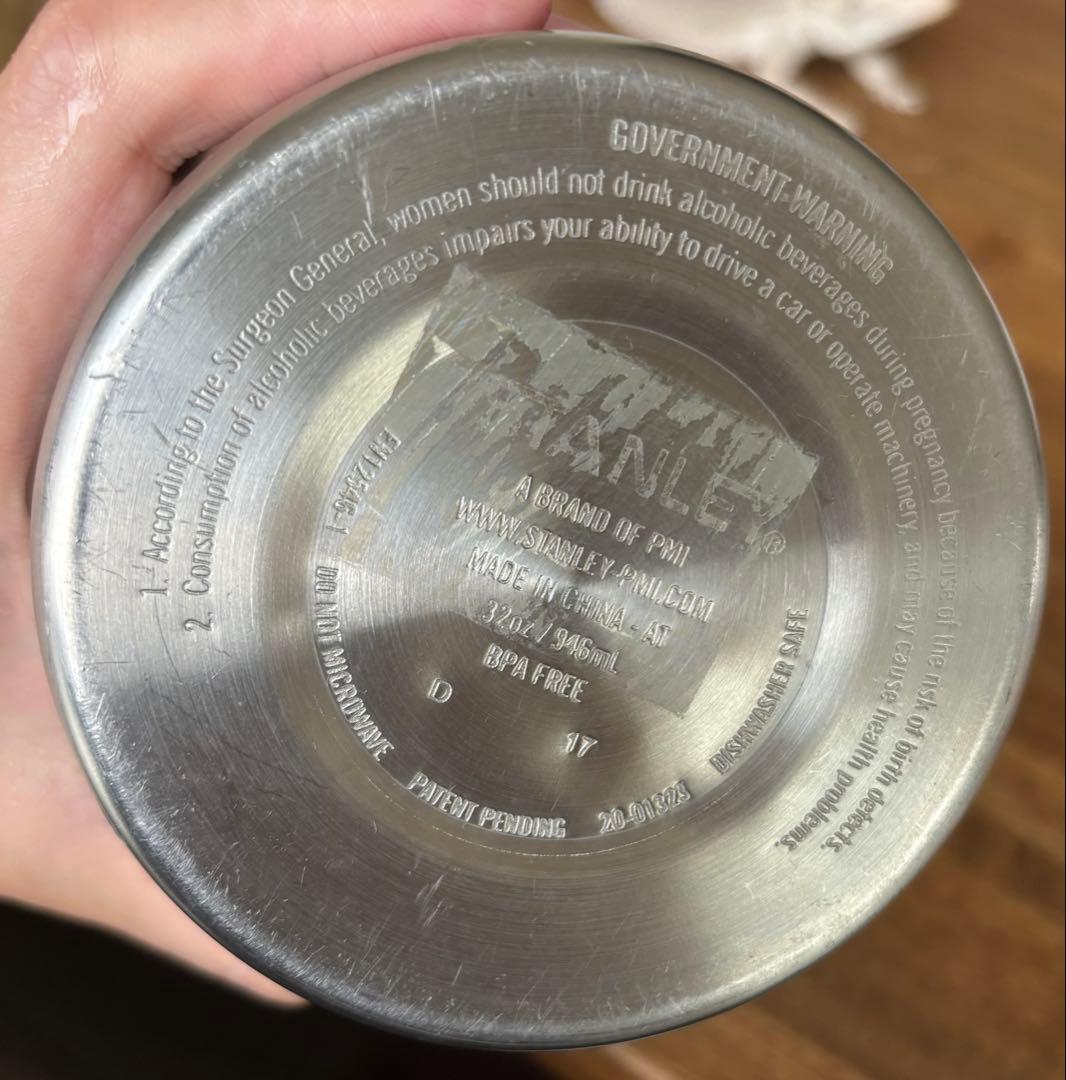 GOVERNMENT WARNING
1. According to the Surgeon General, women should not drink alcoholic beverages during pregnancy because of the risk of birth defects.
2. Consumption of alcoholic beverages impairs your ability to drive a car or operate machinery, and may cause health problems.
STANLEY®
A BRAND OF PMI
WWW.STANLEY-PMI.COM
MADE IN CHINA - AT
32oz / 946mL
BPA FREE
D
17
DO NOT MICROWAVE
PATENT PENDING
20-01323
DISHWASHER SAFE